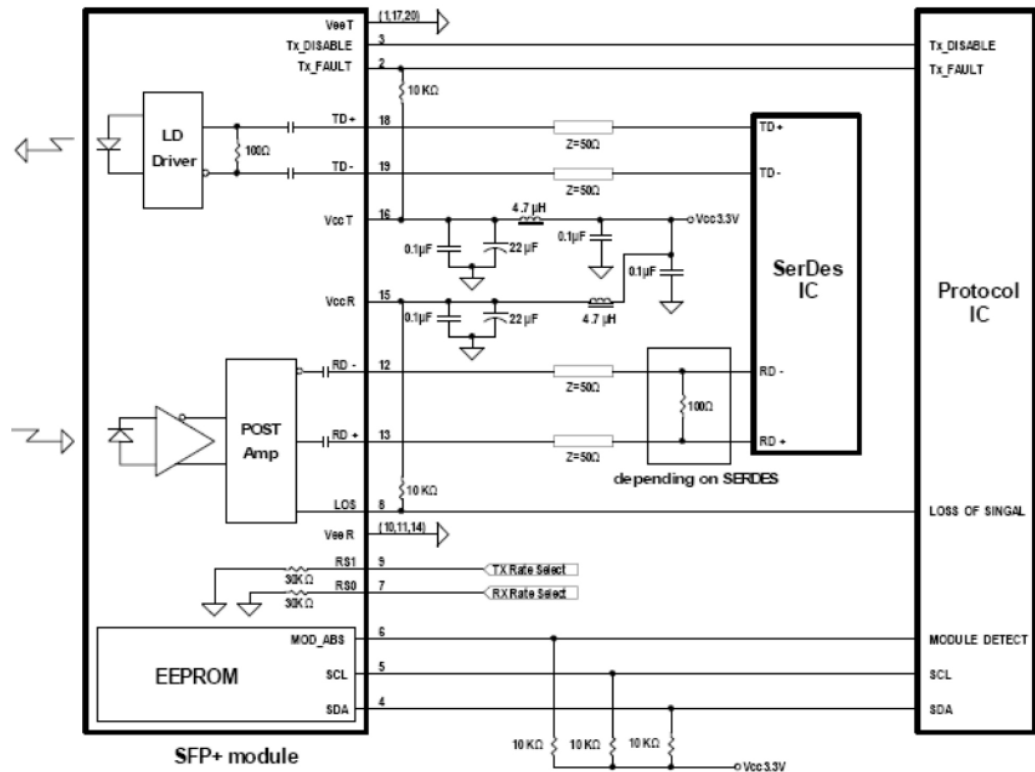 VeeT (1,17,20)
Tx_DISABLE 3 Tx_DISABLE
Tx_FAULT 2 Tx_FAULT
10 KΩ
LD
Driver
100Ω
TD+ 18 Z=50Ω TD+
TD- 19 Z=50Ω TD-
VccT 16 4.7 µH Vcc3.3V
0.1µF 22 µF 0.1µF 0.1µF
SerDes
IC
Protocol
IC
VccR 15 4.7 µH
0.1µF 22 µF
RD - 12 Z=50Ω RD -
100Ω
POST
Amp
RD + 13 Z=50Ω RD +
depending on SERDES
10 KΩ
LOS 8 LOSS OF SINGAL
VeeR (10,11,14)
RS1 9 TX Rate Select
30KΩ
RS0 7 RX Rate Select
30KΩ
MOD_ABS 6 MODULE DETECT
EEPROM
SCL 5 SCL
SDA 4 SDA
10 KΩ 10 KΩ 10 KΩ
Vcc3.3V
SFP+ module